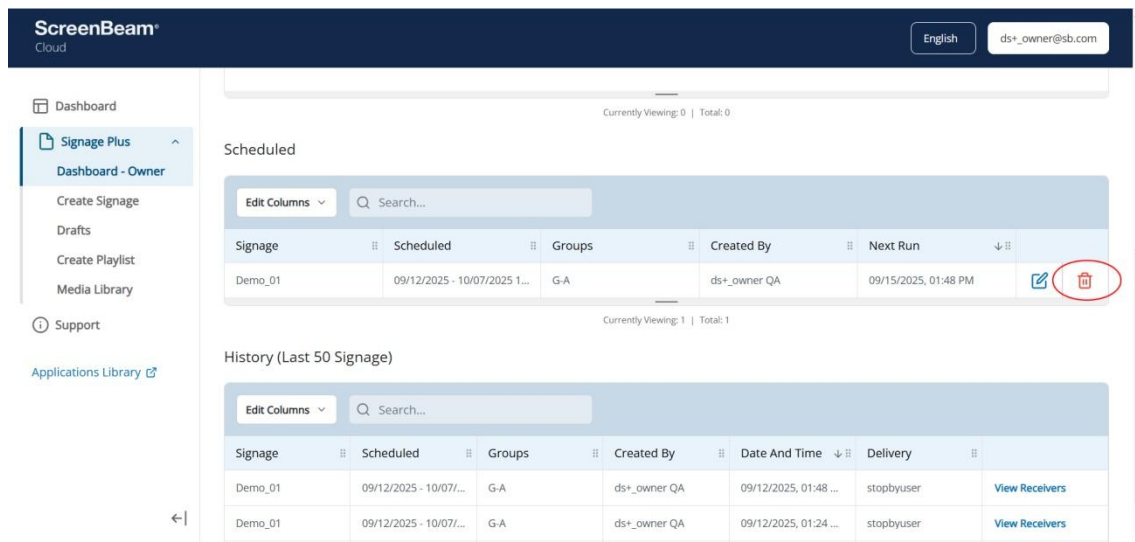 ScreenBeam®
Cloud
English
ds+_owner@sb.com
Dashboard
Signage Plus
Dashboard - Owner
Create Signage
Drafts
Create Playlist
Media Library
Support
Applications Library
Currently Viewing: 0 | Total: 0
Scheduled
Edit Columns Search...
Signage Scheduled Groups Created By Next Run
Demo_01 09/12/2025 - 10/07/2025 1... G-A ds+_owner QA 09/15/2025, 01:48 PM
Currently Viewing: 1 | Total: 1
History (Last 50 Signage)
Edit Columns Search...
Signage Scheduled Groups Created By Date And Time Delivery
Demo_01 09/12/2025 - 10/07/... G-A ds+_owner QA 09/12/2025, 01:48 ... stopbyuser View Receivers
Demo_01 09/12/2025 - 10/07/... G-A ds+_owner QA 09/12/2025, 01:24 ... stopbyuser View Receivers